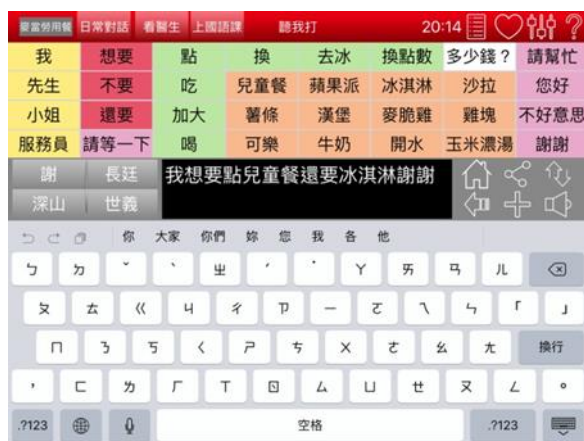 麥當勞用餐 日常對話 看醫生 上國語課 聽我打 20:14
我 想要 點 換 去冰 換點數 多少錢? 請幫忙
先生 不要 吃 兒童餐 蘋果派 冰淇淋 沙拉 您好
小姐 還要 加大 薯條 漢堡 麥脆雞 雞塊 不好意思
服務員 請等一下 喝 可樂 牛奶 開水 玉米濃湯 謝謝
謝 長廷 我想要點兒童餐還要冰淇淋謝謝
深山 世義
你 大家 你們 妳 您 我 各 他
ㄅ ㄉ ˇ ˋ ㄓ ˊ ˙ ㄚ ㄞ ㄢ ㄦ
ㄆ ㄊ ㄍ ㄐ ㄔ ㄗ ㄧ ㄛ ㄟ ㄣ 「 」
ㄇ ㄋ ㄎ ㄑ ㄕ ㄘ ㄨ ㄜ ㄠ ㄤ 換行
， ㄈ ㄌ ㄏ ㄒ ㄖ ㄙ ㄩ ㄝ ㄡ ㄥ 。
.?123 空格 .?123